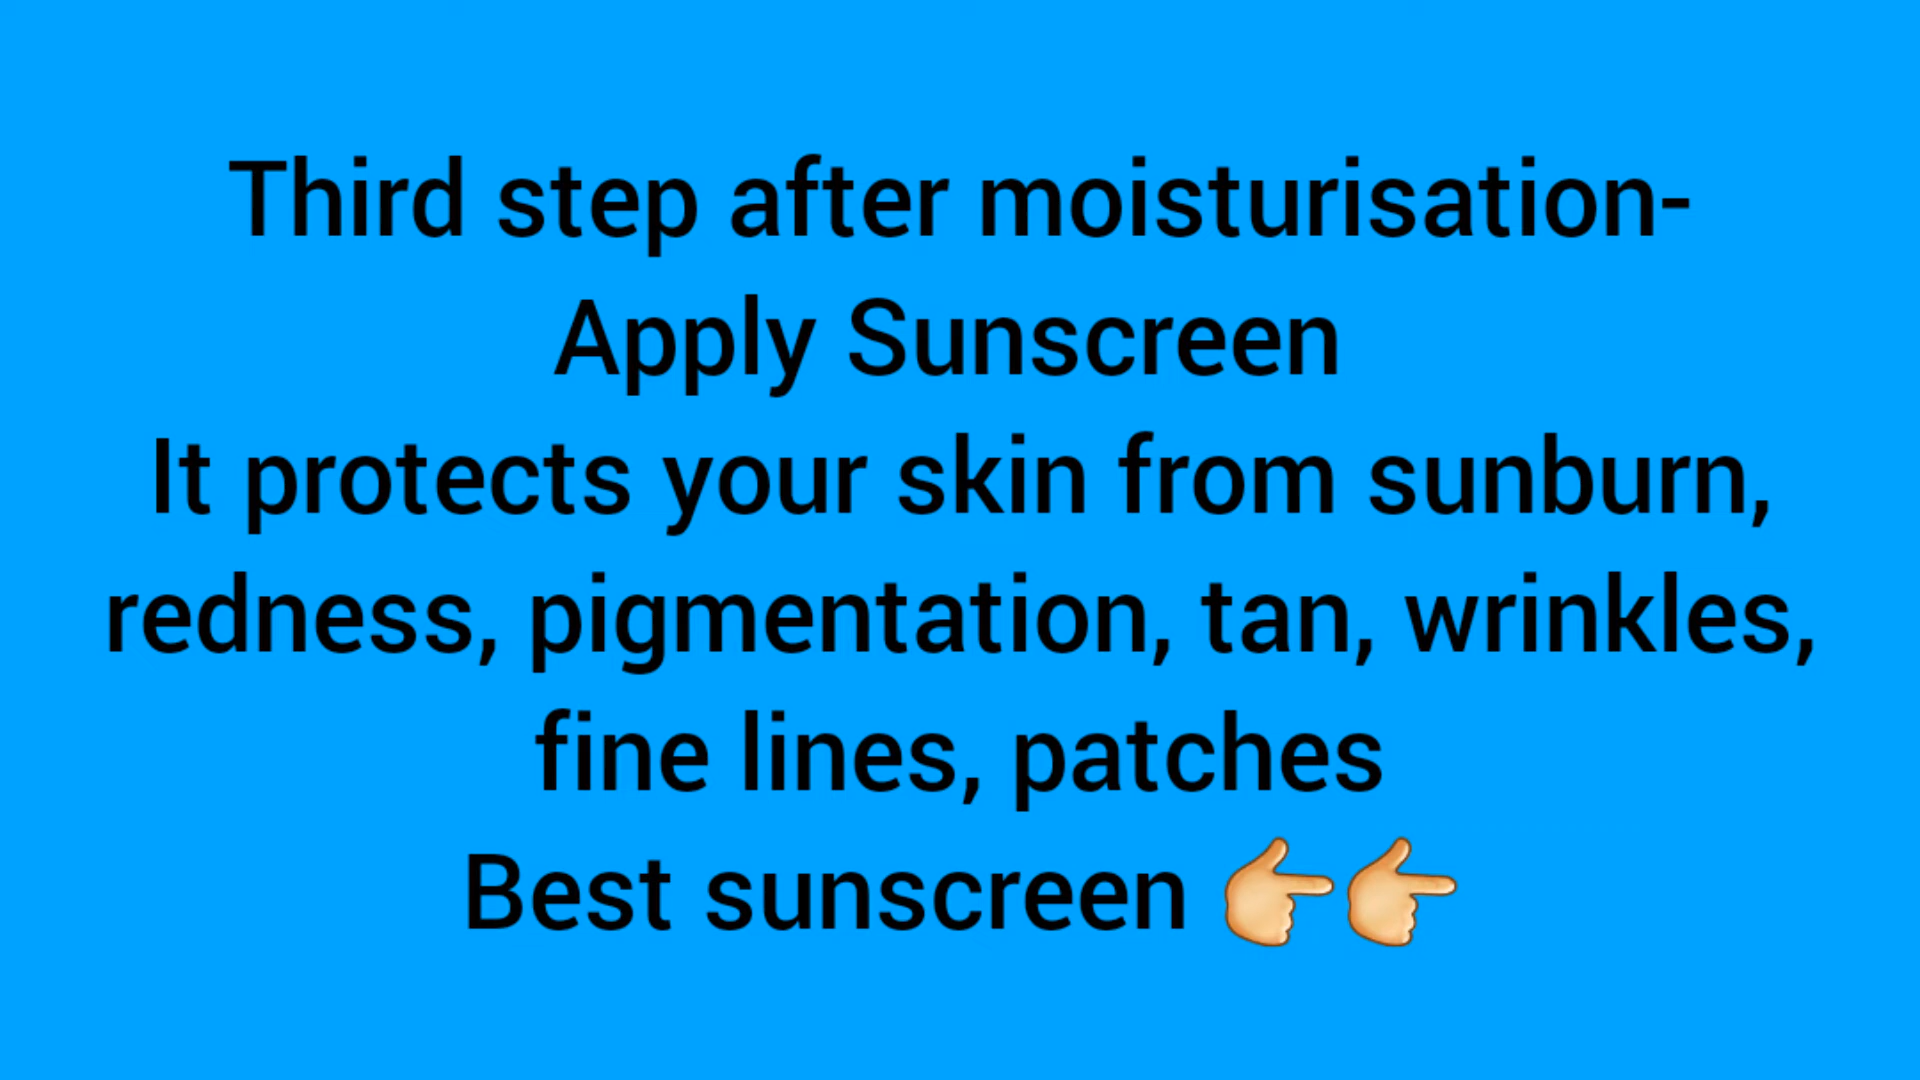 Third step after moisturisation-
Apply Sunscreen
It protects your skin from sunburn,
redness, pigmentation, tan, wrinkles,
fine lines, patches
Best sunscreen 👉👉